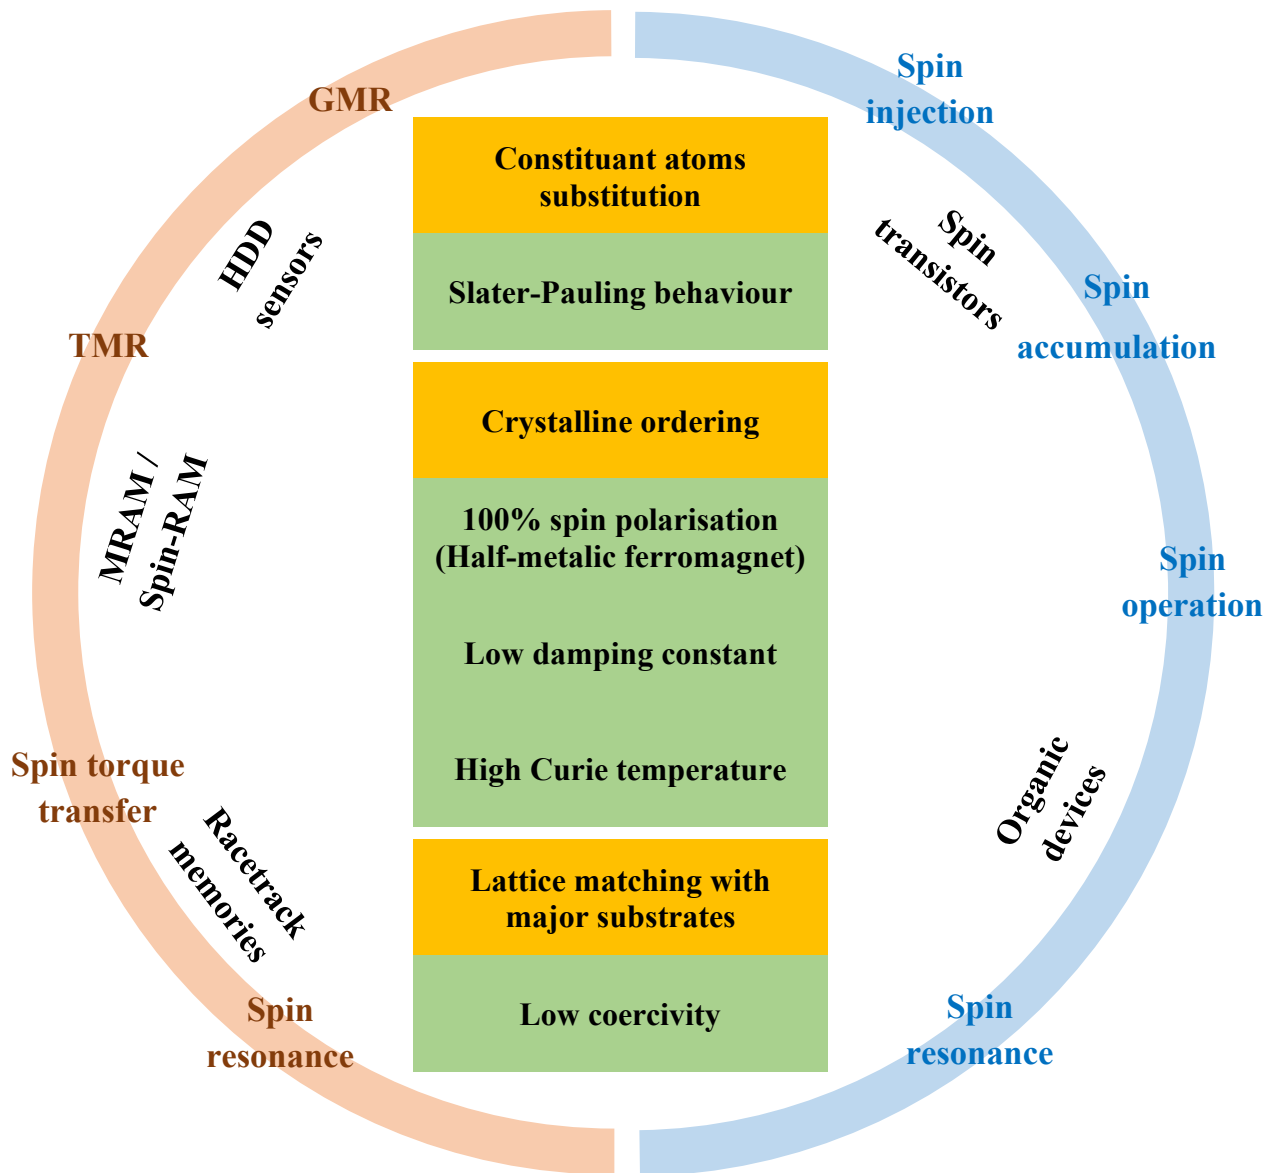 GMR
HDD
sensors
TMR
MRAM /
Spin-RAM
Spin torque
transfer
Racetrack
memories
Spin
resonance
Constituant atoms
substitution
Slater-Pauling behaviour
Crystalline ordering
100% spin polarisation
(Half-metalic ferromagnet)
Low damping constant
High Curie temperature
Lattice matching with
major substrates
Low coercivity
Spin
injection
Spin
transistors
Spin
accumulation
Spin
operation
Organic
devices
Spin
resonance